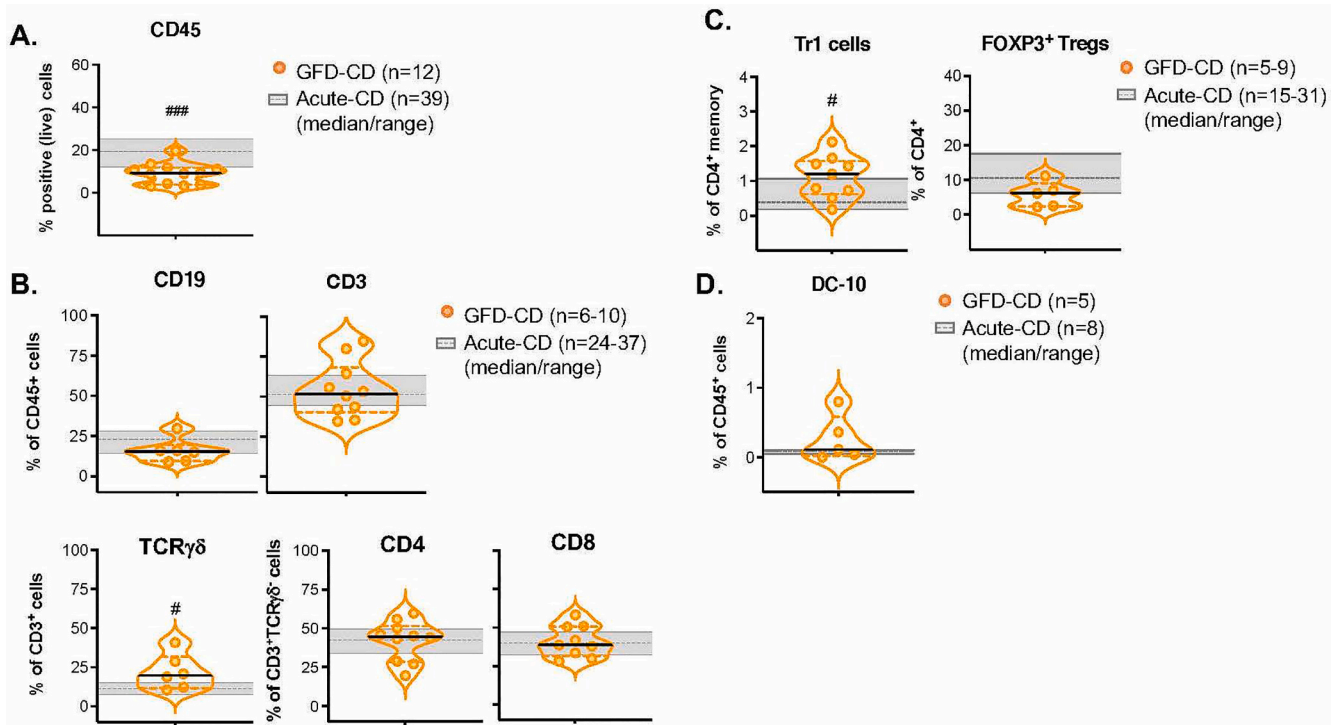 A.
CD45
% positive (live) cells
60
40
20
0
###
GFD-CD (n=12)
Acute-CD (n=39)
(median/range)
C.
Tr1 cells
% of CD4⁺ memory
4
3
2
1
0
#
FOXP3⁺ Tregs
% of CD4⁺
40
30
20
10
0
GFD-CD (n=5-9)
Acute-CD (n=15-31)
(median/range)
B.
CD19
% of CD45+ cells
100
75
50
25
0
CD3
GFD-CD (n=6-10)
Acute-CD (n=24-37)
(median/range)
D.
DC-10
% of CD45⁺ cells
2
1
0
GFD-CD (n=5)
Acute-CD (n=8)
(median/range)
TCRγδ
% of CD3⁺ cells
100
75
50
25
0
#
CD4
% of CD3⁺TCRγδ⁻ cells
100
75
50
25
0
CD8
100
75
50
25
0